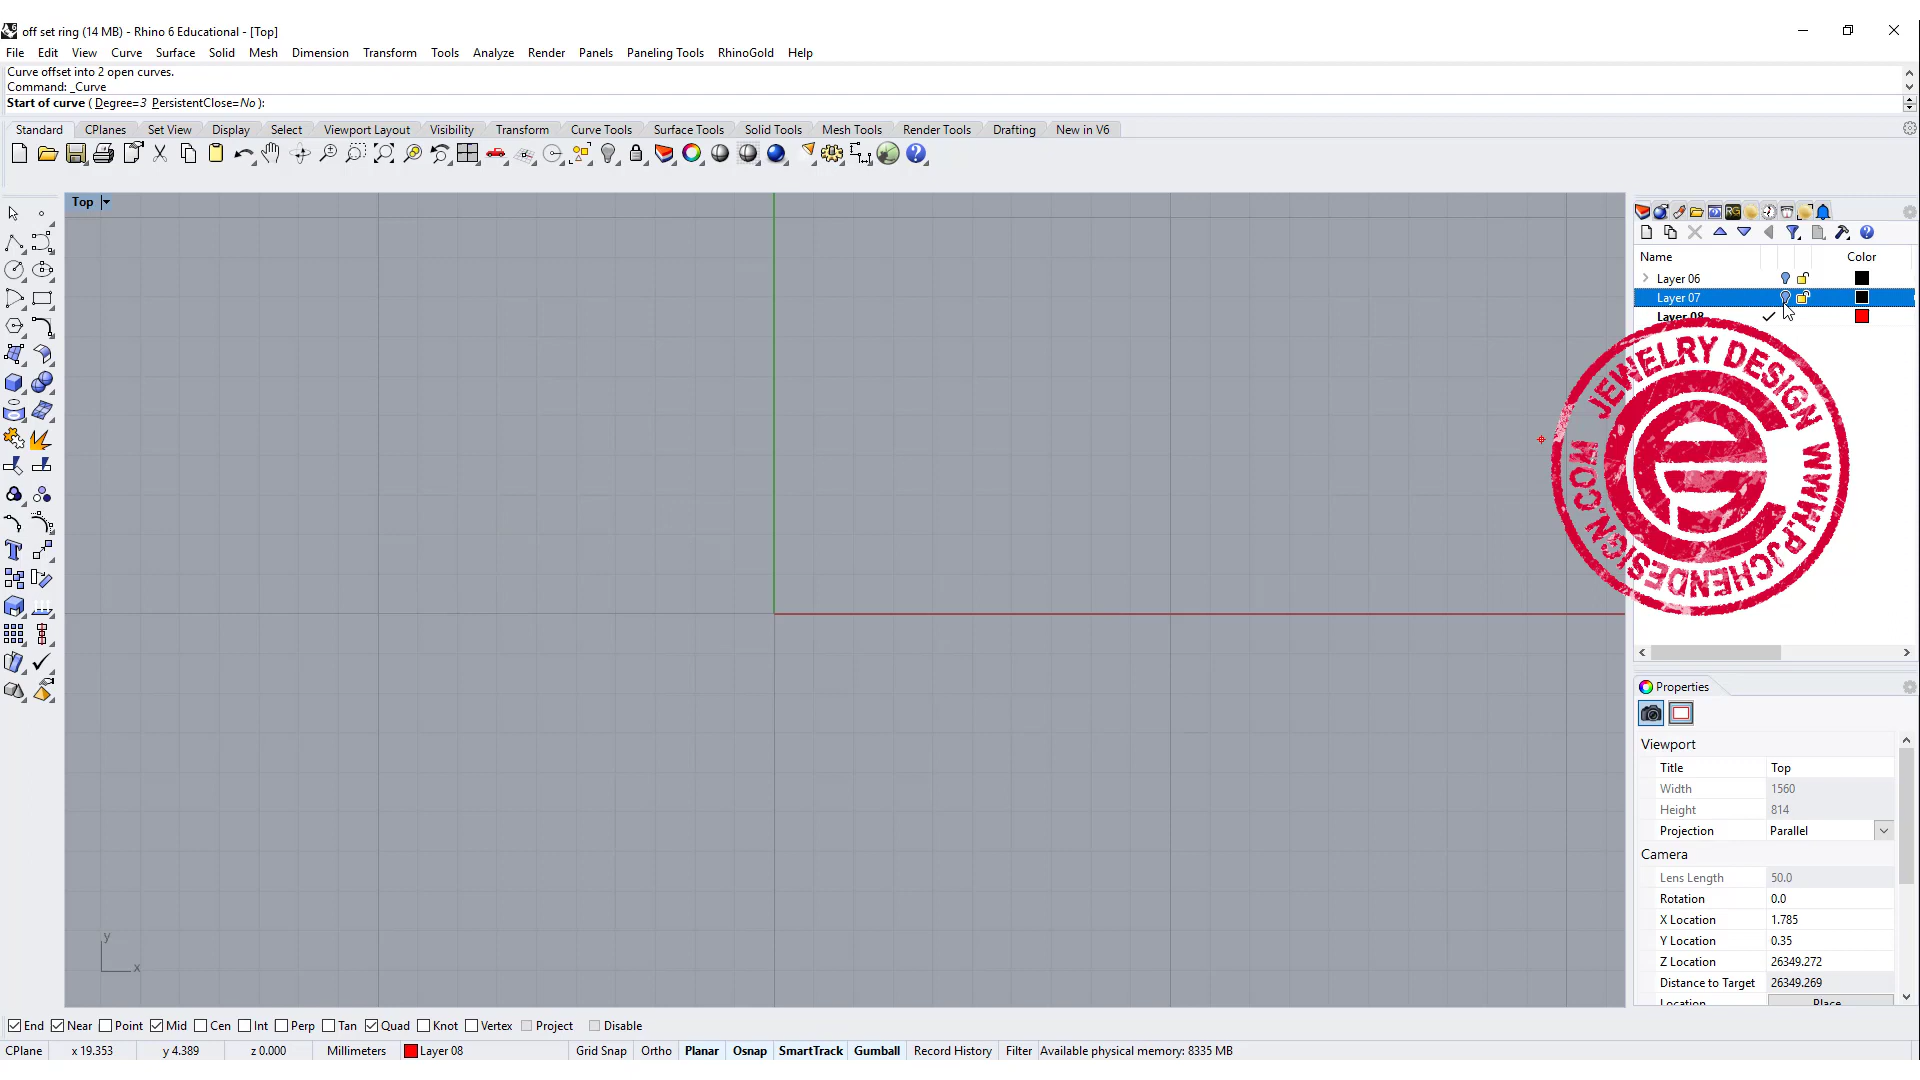 off set ring (14 MB) - Rhino 6 Educational - [Top]
File Edit View Curve Surface Solid Mesh Dimension Transform Tools Analyze Render Panels Paneling Tools RhinoGold Help
Curve offset into 2 open curves.
Command: _Curve
Start of curve ( Degree=3 PersistentClose=No ):
Standard CPlanes Set View Display Select Viewport Layout Visibility Transform Curve Tools Surface Tools Solid Tools Mesh Tools Render Tools Drafting New in V6
Top
Name Color
Layer 06
Layer 07
Layer 08
JEWELRY DESIGN WWW.PJCHENDESIGN.COM
Properties
Viewport
Title Top
Width 1560
Height 814
Projection Parallel
Camera
Lens Length 50.0
Rotation 0.0
X Location 1.785
Y Location 0.35
Z Location 26349.272
Distance to Target 26349.269
Location Place
y
x
End Near Point Mid Cen Int Perp Tan Quad Knot Vertex Project Disable
CPlane x 19.353 y 4.389 z 0.000 Millimeters Layer 08 Grid Snap Ortho Planar Osnap SmartTrack Gumball Record History Filter Available physical memory: 8335 MB